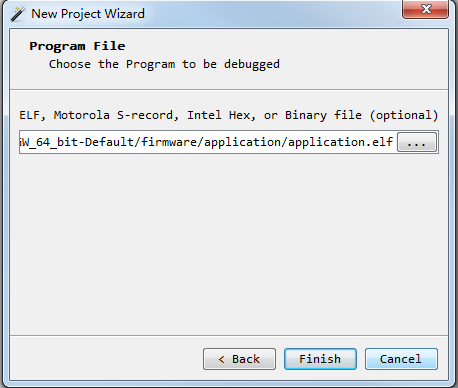 New Project Wizard
Program File
Choose the Program to be debugged
ELF, Motorola S-record, Intel Hex, or Binary file (optional)
W_64_bit-Default/firmware/application/application.elf
...
< Back
Finish
Cancel